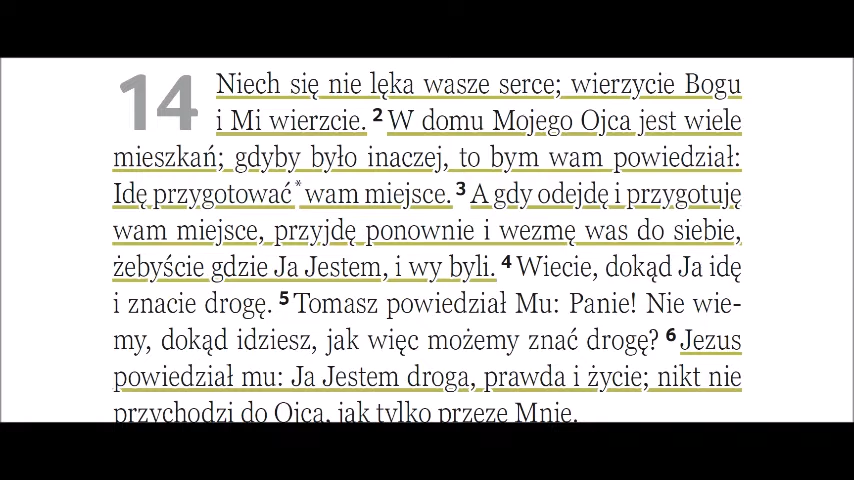 14 Niech się nie lęka wasze serce; wierzycie Bogu
i Mi wierzcie. 2 W domu Mojego Ojca jest wiele
mieszkań; gdyby było inaczej, to bym wam powiedział:
Idę przygotować* wam miejsce. 3 A gdy odejdę i przygotuję
wam miejsce, przyjdę ponownie i wezmę was do siebie,
żebyście gdzie Ja Jestem, i wy byli. 4 Wiecie, dokąd Ja idę
i znacie drogę. 5 Tomasz powiedział Mu: Panie! Nie wie-
my, dokąd idziesz, jak więc możemy znać drogę? 6 Jezus
powiedział mu: Ja Jestem droga, prawda i życie; nikt nie
przychodzi do Ojca, jak tylko przeze Mnie.